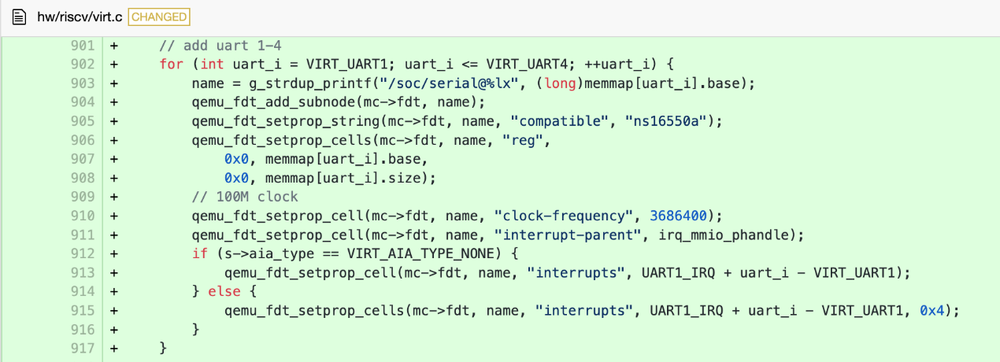 hw/riscv/virt.c CHANGED
901 + // add uart 1-4
902 + for (int uart_i = VIRT_UART1; uart_i <= VIRT_UART4; ++uart_i) {
903 + name = g_strdup_printf("/soc/serial@%lx", (long)memmap[uart_i].base);
904 + qemu_fdt_add_subnode(mc->fdt, name);
905 + qemu_fdt_setprop_string(mc->fdt, name, "compatible", "ns16550a");
906 + qemu_fdt_setprop_cells(mc->fdt, name, "reg",
907 + 0x0, memmap[uart_i].base,
908 + 0x0, memmap[uart_i].size);
909 + // 100M clock
910 + qemu_fdt_setprop_cell(mc->fdt, name, "clock-frequency", 3686400);
911 + qemu_fdt_setprop_cell(mc->fdt, name, "interrupt-parent", irq_mmio_phandle);
912 + if (s->aia_type == VIRT_AIA_TYPE_NONE) {
913 + qemu_fdt_setprop_cell(mc->fdt, name, "interrupts", UART1_IRQ + uart_i - VIRT_UART1);
914 + } else {
915 + qemu_fdt_setprop_cells(mc->fdt, name, "interrupts", UART1_IRQ + uart_i - VIRT_UART1, 0x4);
916 + }
917 + }